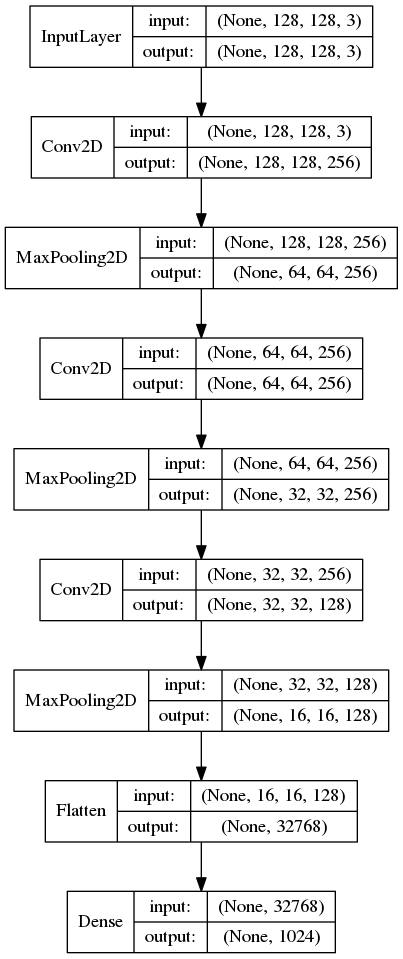 InputLayer input: (None, 128, 128, 3)
output: (None, 128, 128, 3)
Conv2D input: (None, 128, 128, 3)
output: (None, 128, 128, 256)
MaxPooling2D input: (None, 128, 128, 256)
output: (None, 64, 64, 256)
Conv2D input: (None, 64, 64, 256)
output: (None, 64, 64, 256)
MaxPooling2D input: (None, 64, 64, 256)
output: (None, 32, 32, 256)
Conv2D input: (None, 32, 32, 256)
output: (None, 32, 32, 128)
MaxPooling2D input: (None, 32, 32, 128)
output: (None, 16, 16, 128)
Flatten input: (None, 16, 16, 128)
output: (None, 32768)
Dense input: (None, 32768)
output: (None, 1024)